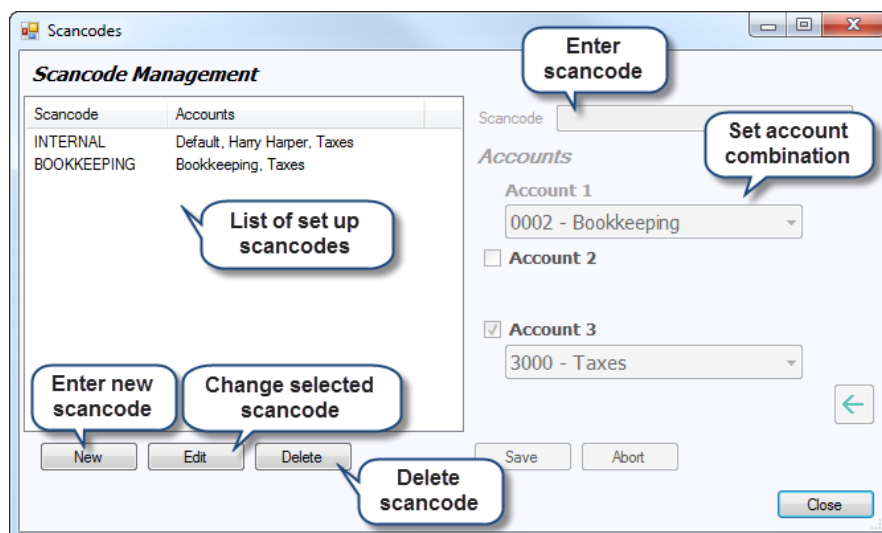 Scancodes
Scancode Management
Enter
scancode
Scancode Accounts
Scancode
INTERNAL Default, Harry Harper, Taxes
BOOKKEEPING Bookkeeping, Taxes
Set account
combination
Accounts
Account 1
0002 - Bookkeeping
List of set up
scancodes
Account 2
Account 3
3000 - Taxes
Enter new
scancode
Change selected
scancode
New Edit Delete Save Abort
Delete
scancode
Close